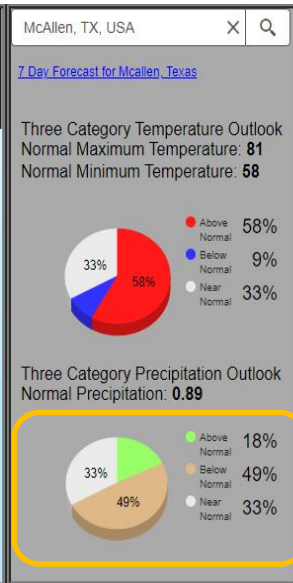 McAllen, TX, USA
7 Day Forecast for Mcallen, Texas
Three Category Temperature Outlook
Normal Maximum Temperature: 81
Normal Minimum Temperature: 58
33%
58%
Above Normal 58%
Below Normal 9%
Near Normal 33%
Three Category Precipitation Outlook
Normal Precipitation: 0.89
33%
49%
Above Normal 18%
Below Normal 49%
Near Normal 33%